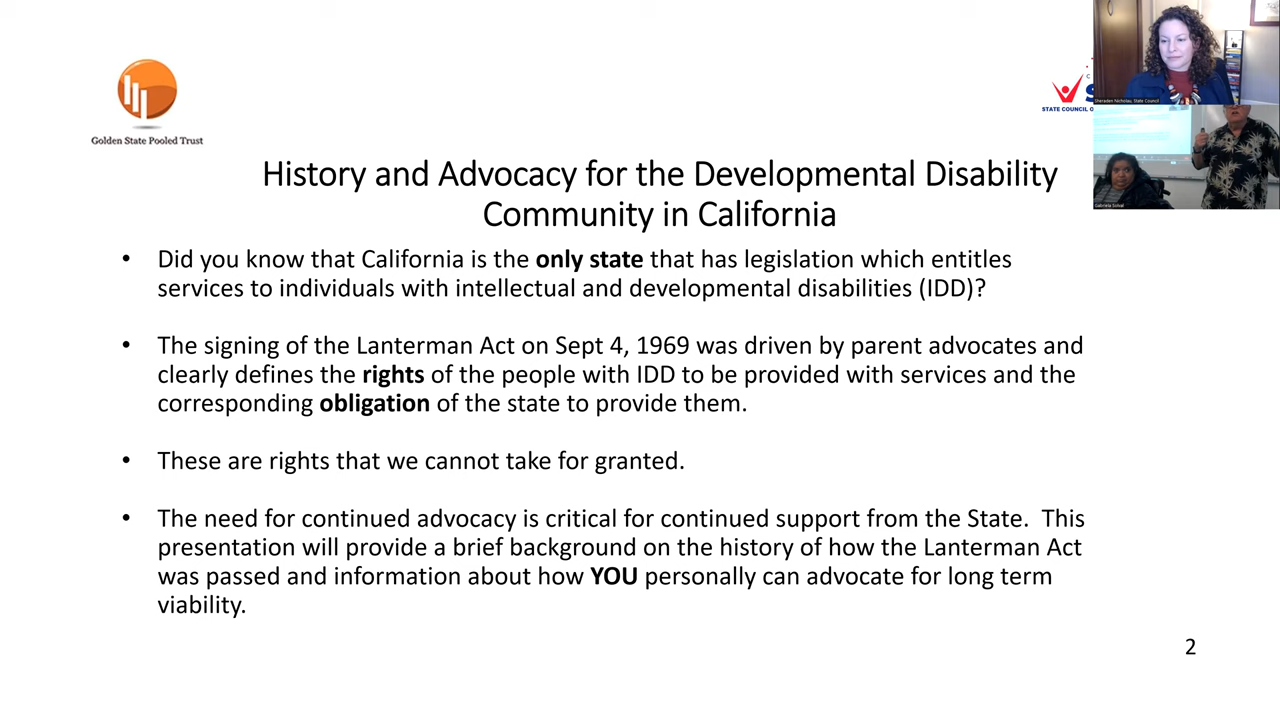 Golden State Pooled Trust
STATE COUNCIL
Sheraden Nicholau, State Council
Gabriela Solval
History and Advocacy for the Developmental Disability
Community in California
• Did you know that California is the only state that has legislation which entitles
services to individuals with intellectual and developmental disabilities (IDD)?
• The signing of the Lanterman Act on Sept 4, 1969 was driven by parent advocates and
clearly defines the rights of the people with IDD to be provided with services and the
corresponding obligation of the state to provide them.
• These are rights that we cannot take for granted.
• The need for continued advocacy is critical for continued support from the State.  This
presentation will provide a brief background on the history of how the Lanterman Act
was passed and information about how YOU personally can advocate for long term
viability.
2